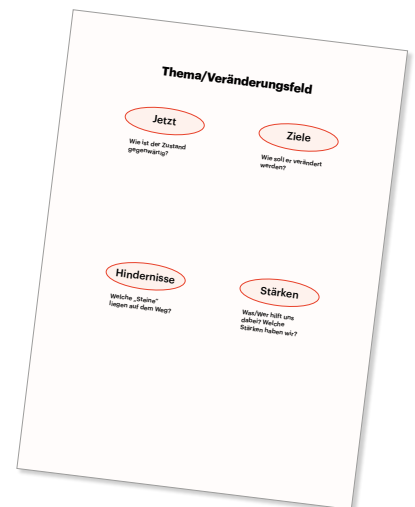 Thema/Veränderungsfeld
Jetzt
Wie ist der Zustand
gegenwärtig?
Ziele
Wie soll er verändert
werden?
Hindernisse
Welche „Steine“
liegen auf dem Weg?
Stärken
Was/Wer hilft uns
dabei? Welche
Stärken haben wir?